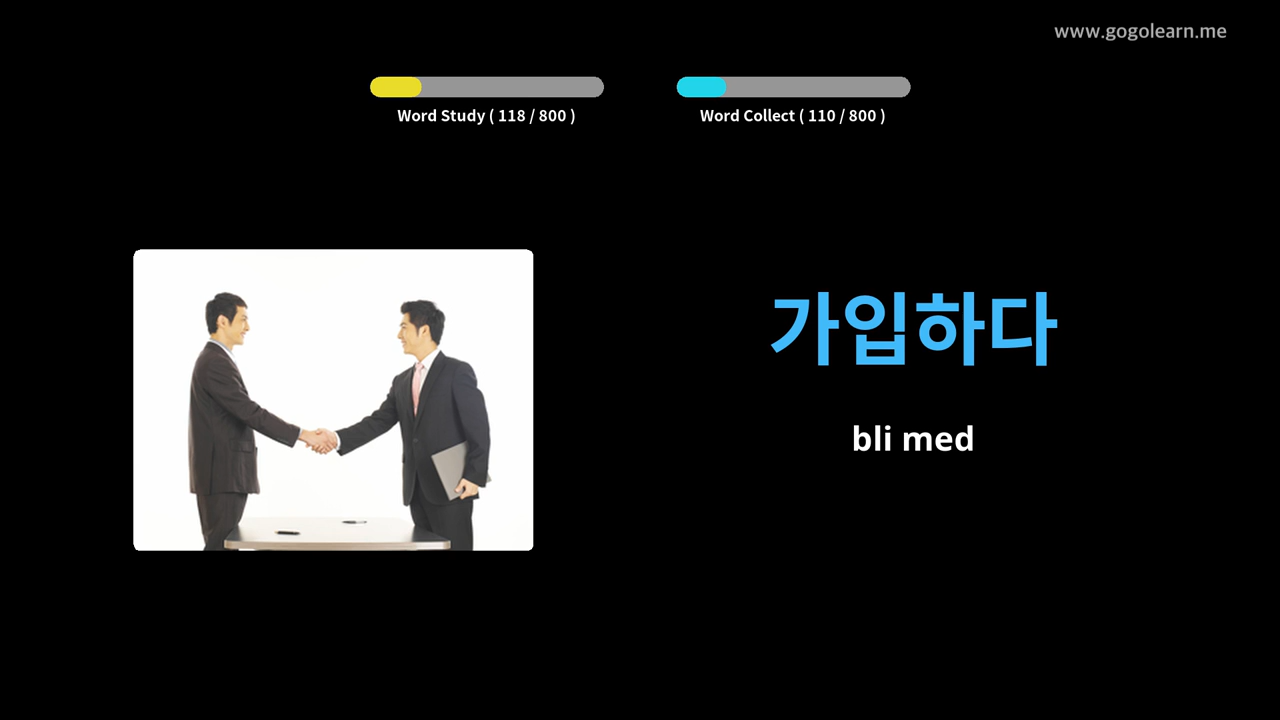 www.gogolearn.me
Word Study ( 118 / 800 )
Word Collect ( 110 / 800 )
가입하다
bli med